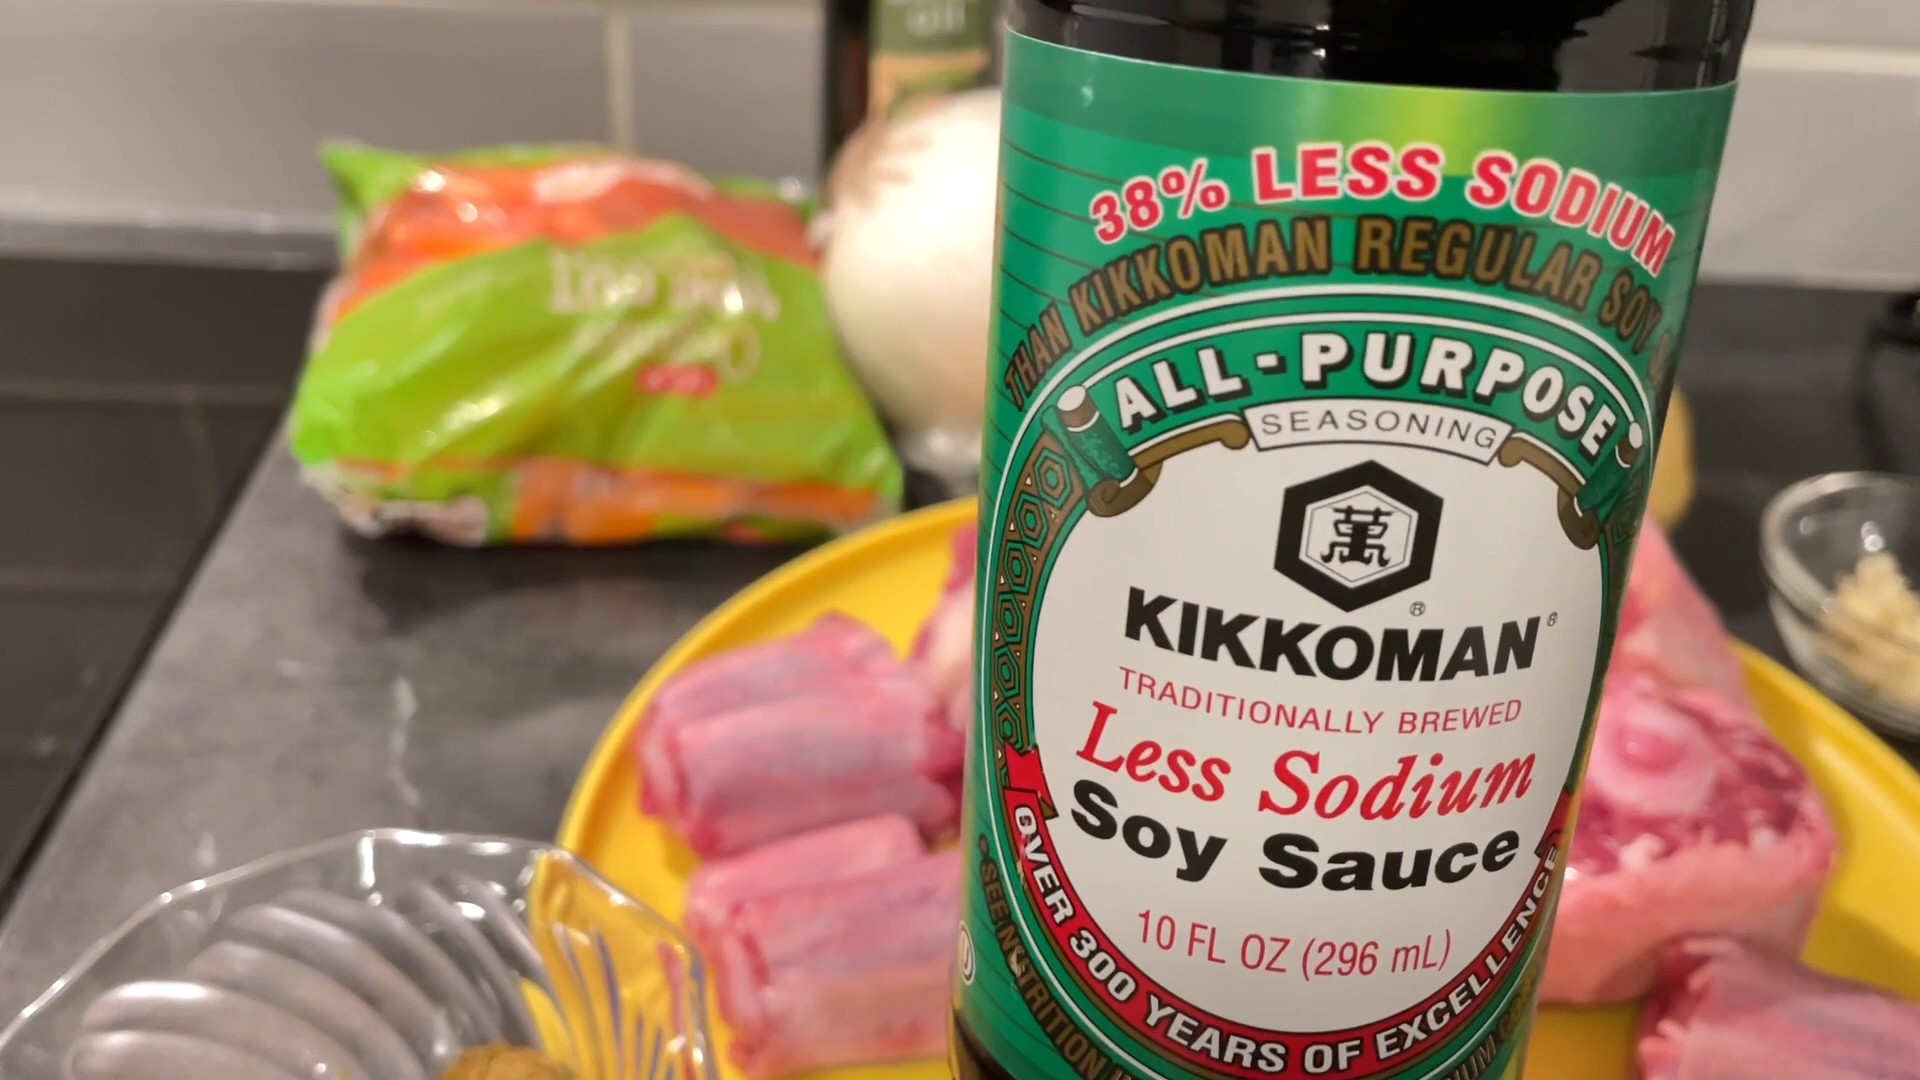 oil
38% LESS SODIUM
THAN KIKKOMAN REGULAR SOY
ALL-PURPOSE
SEASONING
萬
KIKKOMAN®
TRADITIONALLY BREWED
Less Sodium
Soy Sauce
10 FL OZ (296 mL)
OVER 300 YEARS OF EXCELLENCE
SEE NUTRITION